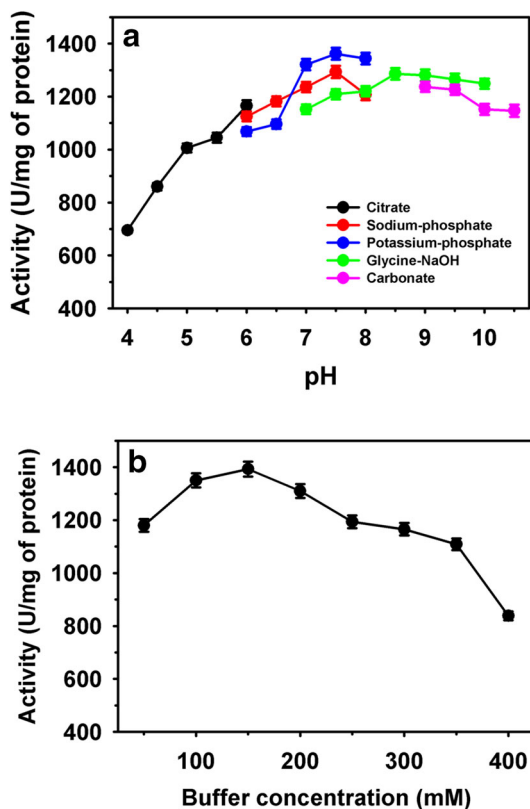 a
Activity (U/mg of protein)
1400
1200
1000
800
600
400
Citrate
Sodium-phosphate
Potassium-phosphate
Glycine-NaOH
Carbonate
4 5 6 7 8 9 10
pH
b
Activity (U/mg of protein)
1400
1200
1000
800
600
400
100 200 300 400
Buffer concentration (mM)